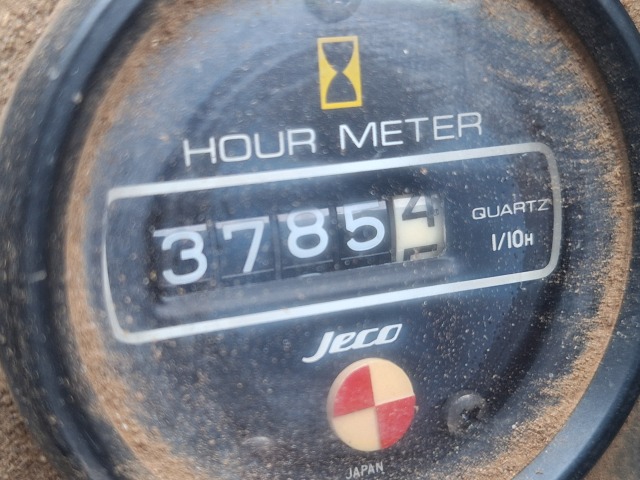 HOUR METER
37854
QUARTZ
1/10H
Jeco
JAPAN